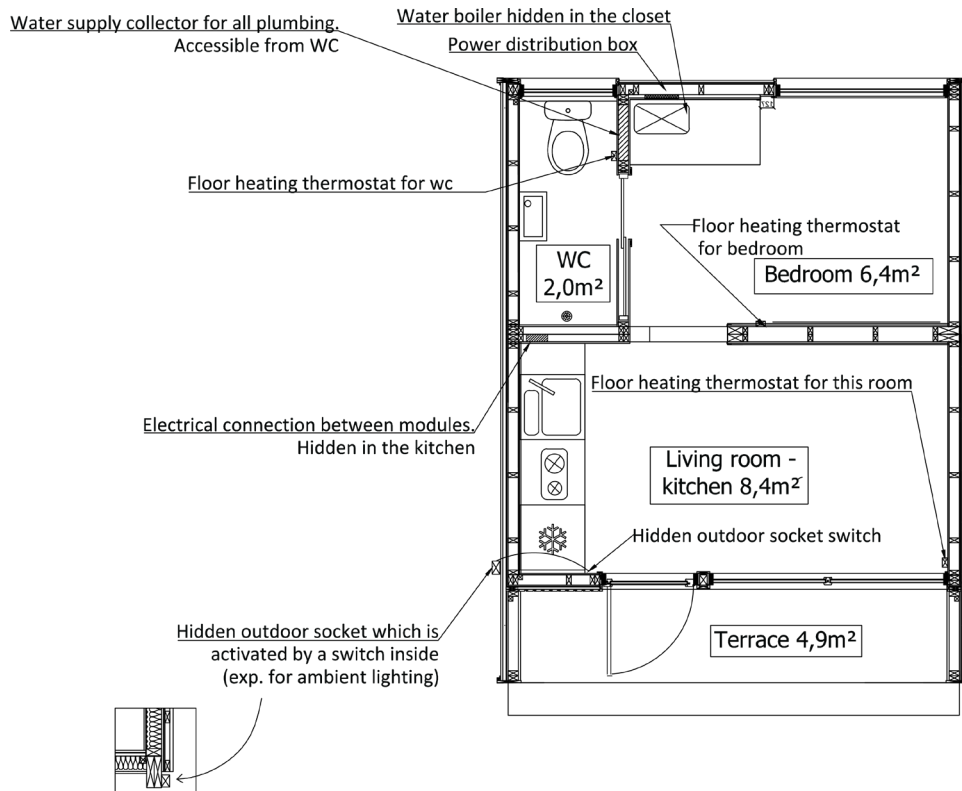 Water boiler hidden in the closet
Water supply collector for all plumbing.
Accessible from WC
Power distribution box
Floor heating thermostat for wc
Floor heating thermostat
for bedroom
WC
2,0m²
Bedroom 6,4m²
Floor heating thermostat for this room
Electrical connection between modules.
Hidden in the kitchen
Living room -
kitchen 8,4m²
Hidden outdoor socket switch
Hidden outdoor socket which is
activated by a switch inside
(exp. for ambient lighting)
Terrace 4,9m²